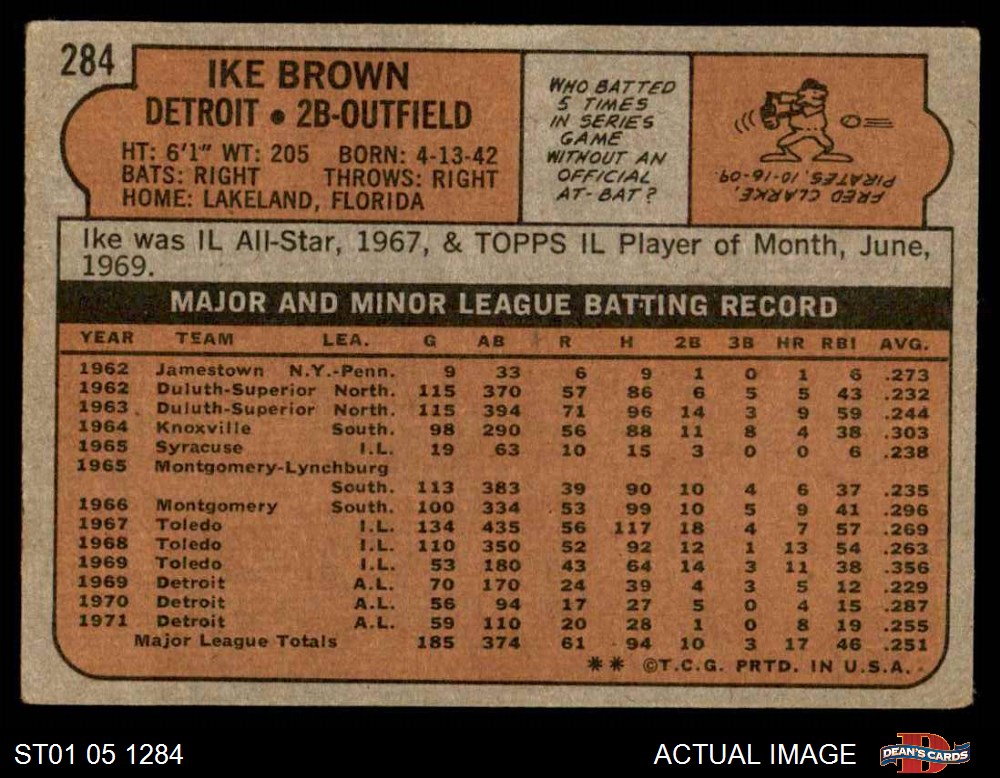 284
IKE BROWN
DETROIT • 2B-OUTFIELD
HT: 6'1" WT: 205 BORN: 4-13-42
BATS: RIGHT THROWS: RIGHT
HOME: LAKELAND, FLORIDA
WHO BATTED
5 TIMES
IN SERIES
GAME
WITHOUT AN
OFFICIAL
AT-BAT?
FRED CLARKE,
PIRATES, 10-16-09.
Ike was IL All-Star, 1967, & TOPPS IL Player of Month, June,
1969.
MAJOR AND MINOR LEAGUE BATTING RECORD
YEAR TEAM LEA. G AB R H 2B 3B HR RBI AVG.
1962 Jamestown N.Y.-Penn. 9 33 6 9 1 0 1 6 .273
1962 Duluth-Superior North. 115 370 57 86 6 5 5 43 .232
1963 Duluth-Superior North. 115 394 71 96 14 3 9 59 .244
1964 Knoxville South. 98 290 56 88 11 8 4 38 .303
1965 Syracuse I.L. 19 63 10 15 3 0 0 6 .238
1965 Montgomery-Lynchburg
South. 113 383 39 90 10 4 6 37 .235
1966 Montgomery South. 100 334 53 99 10 5 9 41 .296
1967 Toledo I.L. 134 435 56 117 18 4 7 57 .269
1968 Toledo I.L. 110 350 52 92 12 1 13 54 .263
1969 Toledo I.L. 53 180 43 64 14 3 11 38 .356
1969 Detroit A.L. 70 170 24 39 4 3 5 12 .229
1970 Detroit A.L. 56 94 17 27 5 0 4 15 .287
1971 Detroit A.L. 59 110 20 28 1 0 8 19 .255
Major League Totals 185 374 61 94 10 3 17 46 .251
** ©T.C.G. PRTD. IN U.S.A.
ST01 05 1284
ACTUAL IMAGE
DEAN'S CARDS